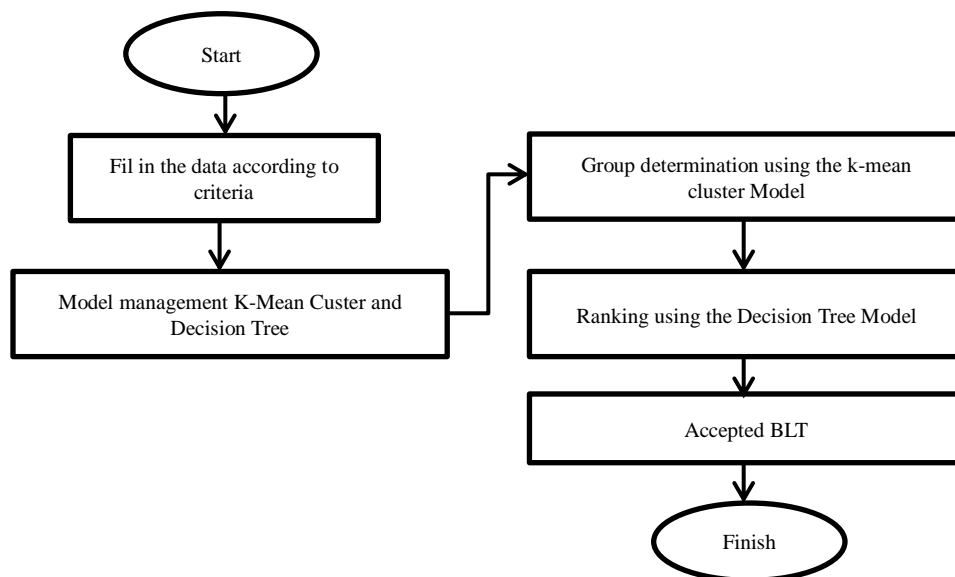 Start
Fil in the data according to
criteria
Model management K-Mean Custer and
Decision Tree
Group determination using the k-mean
cluster Model
Ranking using the Decision Tree Model
Accepted BLT
Finish